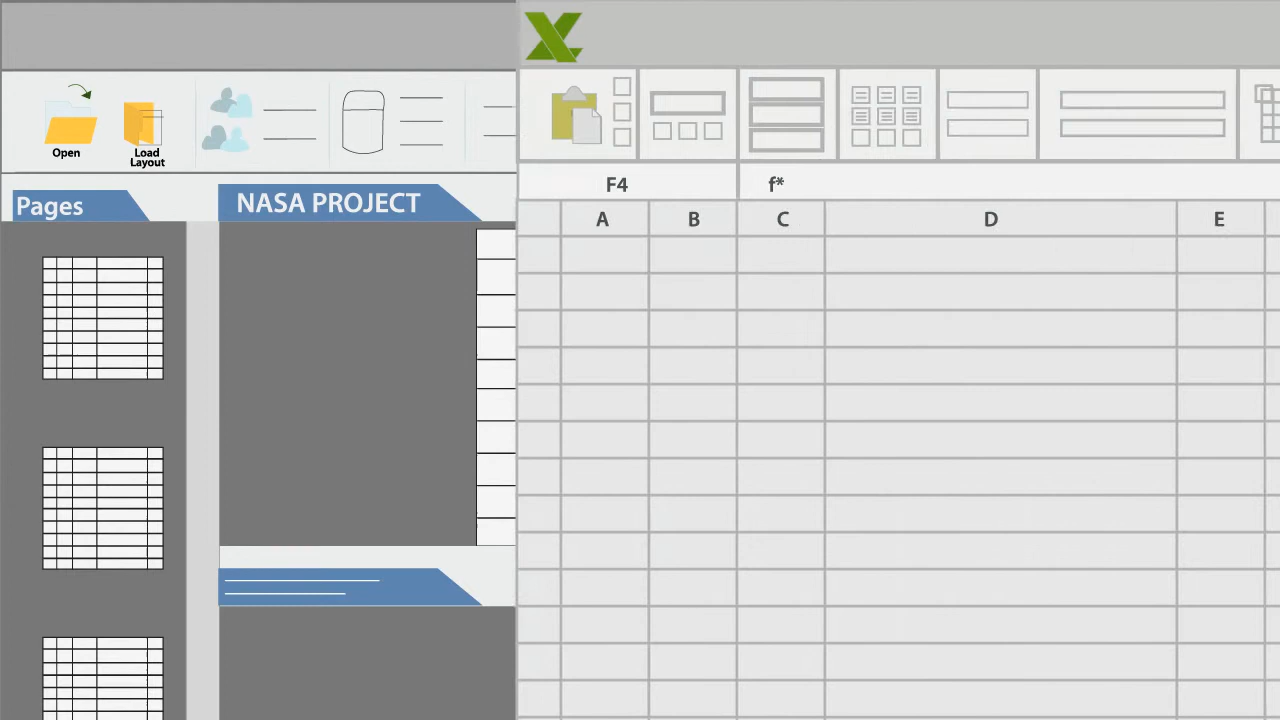 Open
Load
Layout
Pages
NASA PROJECT
F4
f*
A B C D E